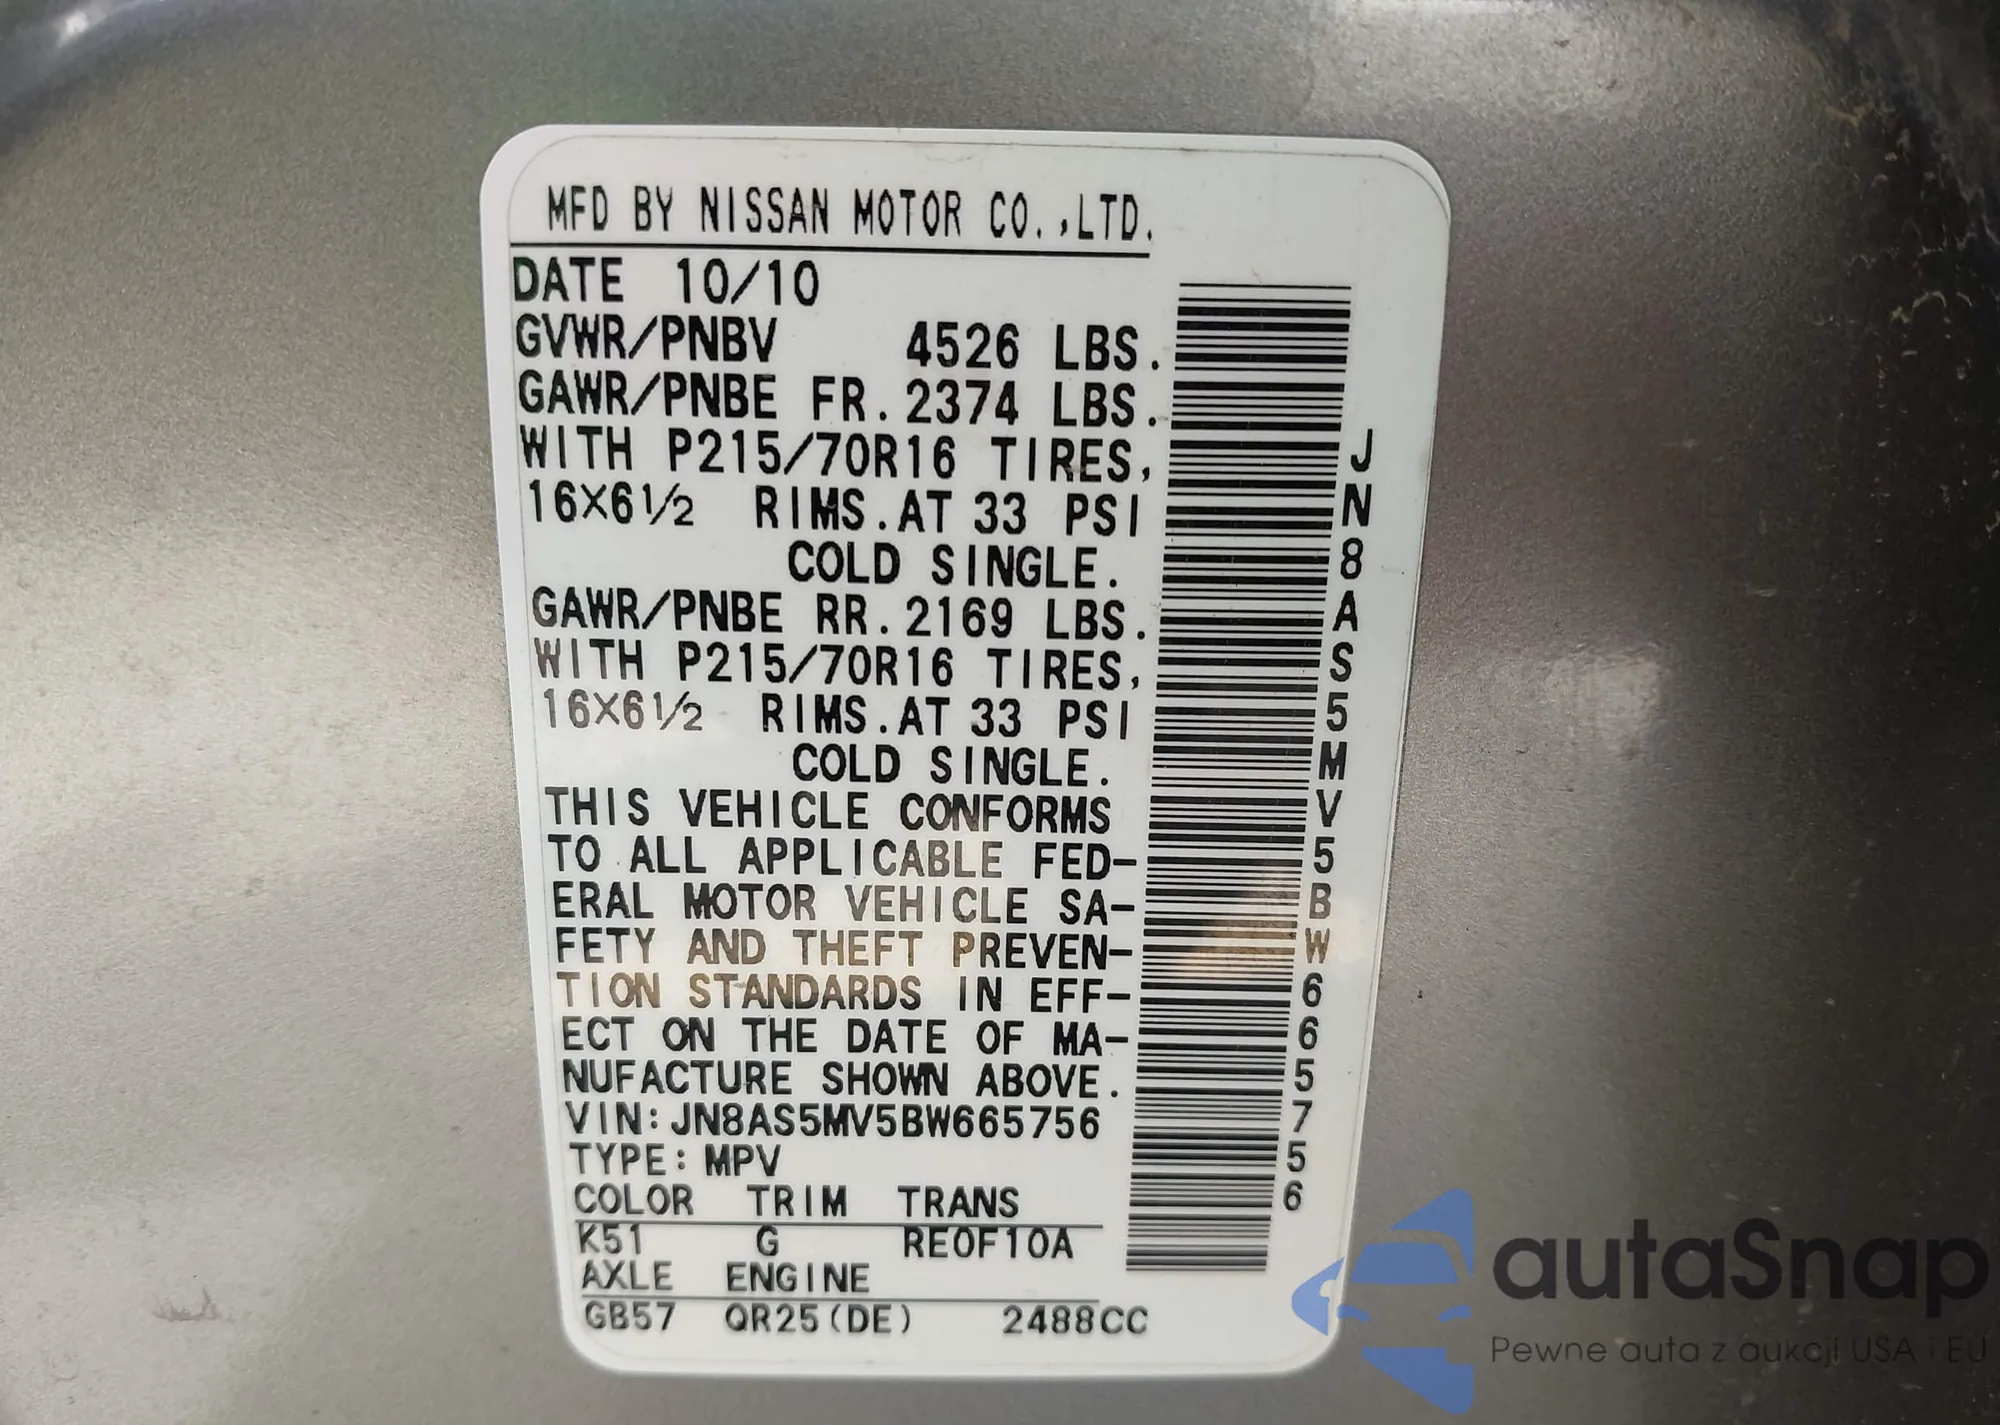 MFD BY NISSAN MOTOR CO.,LTD.
DATE 10/10
GVWR/PNBV 4526 LBS.
GAWR/PNBE FR.2374 LBS.
WITH P215/70R16 TIRES,
16X6½ RIMS.AT 33 PSI
COLD SINGLE.
GAWR/PNBE RR.2169 LBS.
WITH P215/70R16 TIRES,
16X6½ RIMS.AT 33 PSI
COLD SINGLE.
THIS VEHICLE CONFORMS
TO ALL APPLICABLE FED-
ERAL MOTOR VEHICLE SA-
FETY AND THEFT PREVEN-
TION STANDARDS IN EFF-
ECT ON THE DATE OF MA-
NUFACTURE SHOWN ABOVE.
VIN:JN8AS5MV5BW665756
TYPE:MPV
COLOR TRIM TRANS
K51 G RE0F10A
AXLE ENGINE
GB57 QR25(DE) 2488CC
JN8AS5MV5BW665756
autoSnap
Pewne auta z aukcji USA i EU